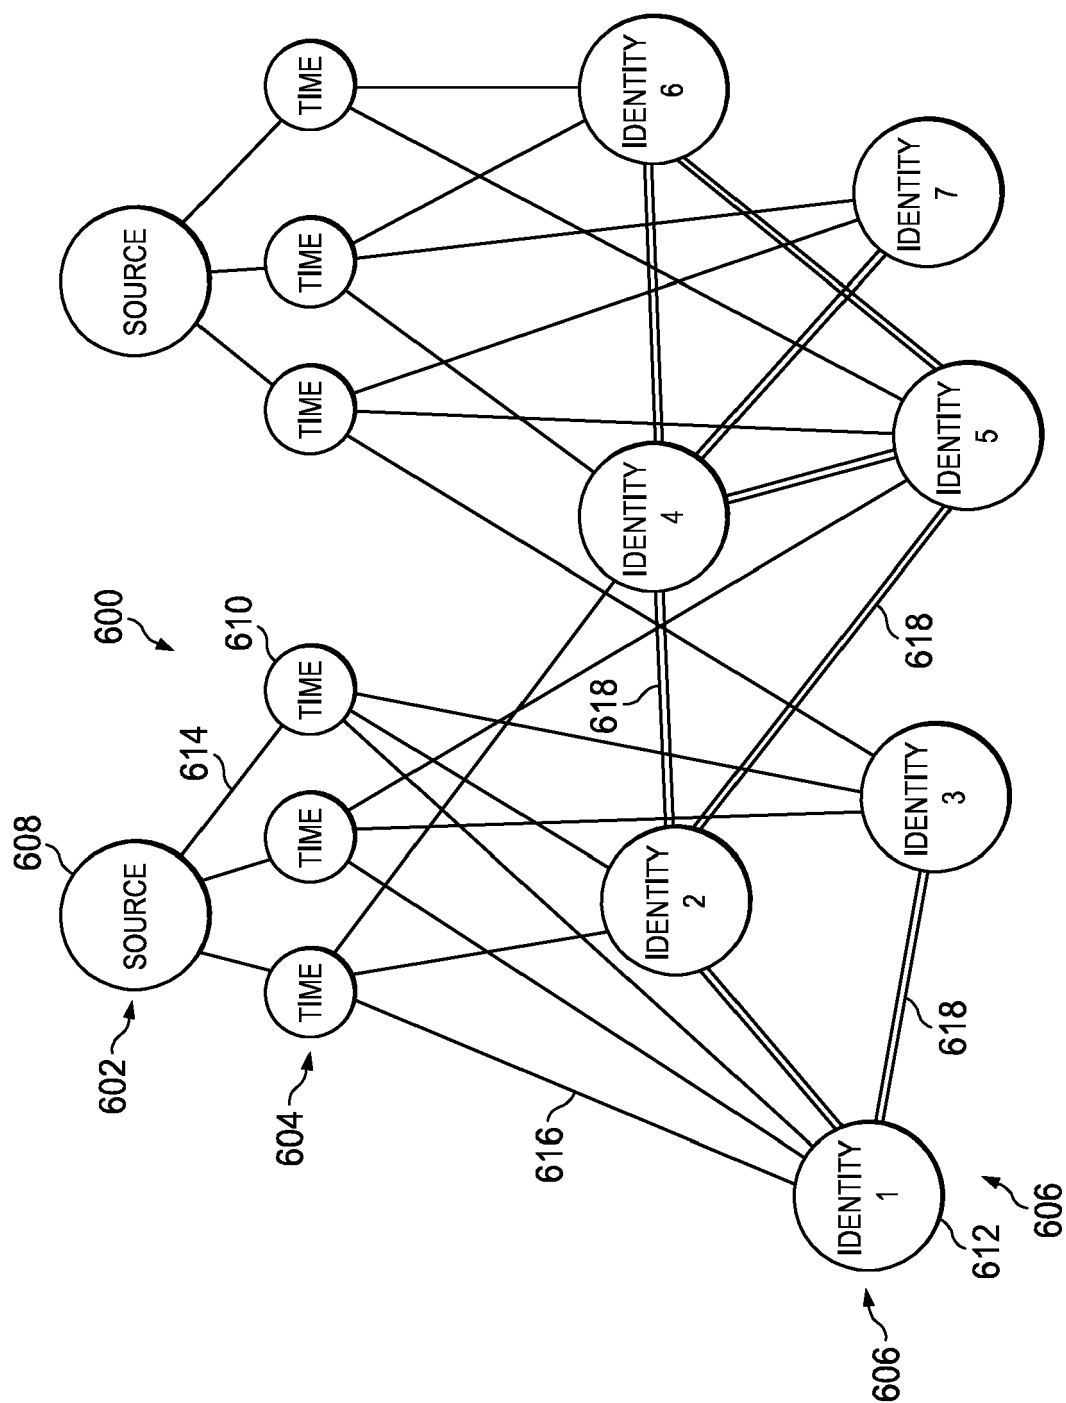 608
600
602
SOURCE
SOURCE
614
610
604
TIME
TIME
TIME
TIME
TIME
TIME
616
618
IDENTITY
2
IDENTITY
4
IDENTITY
6
IDENTITY
1
606
IDENTITY
3
618
IDENTITY
7
618
IDENTITY
5
612
606